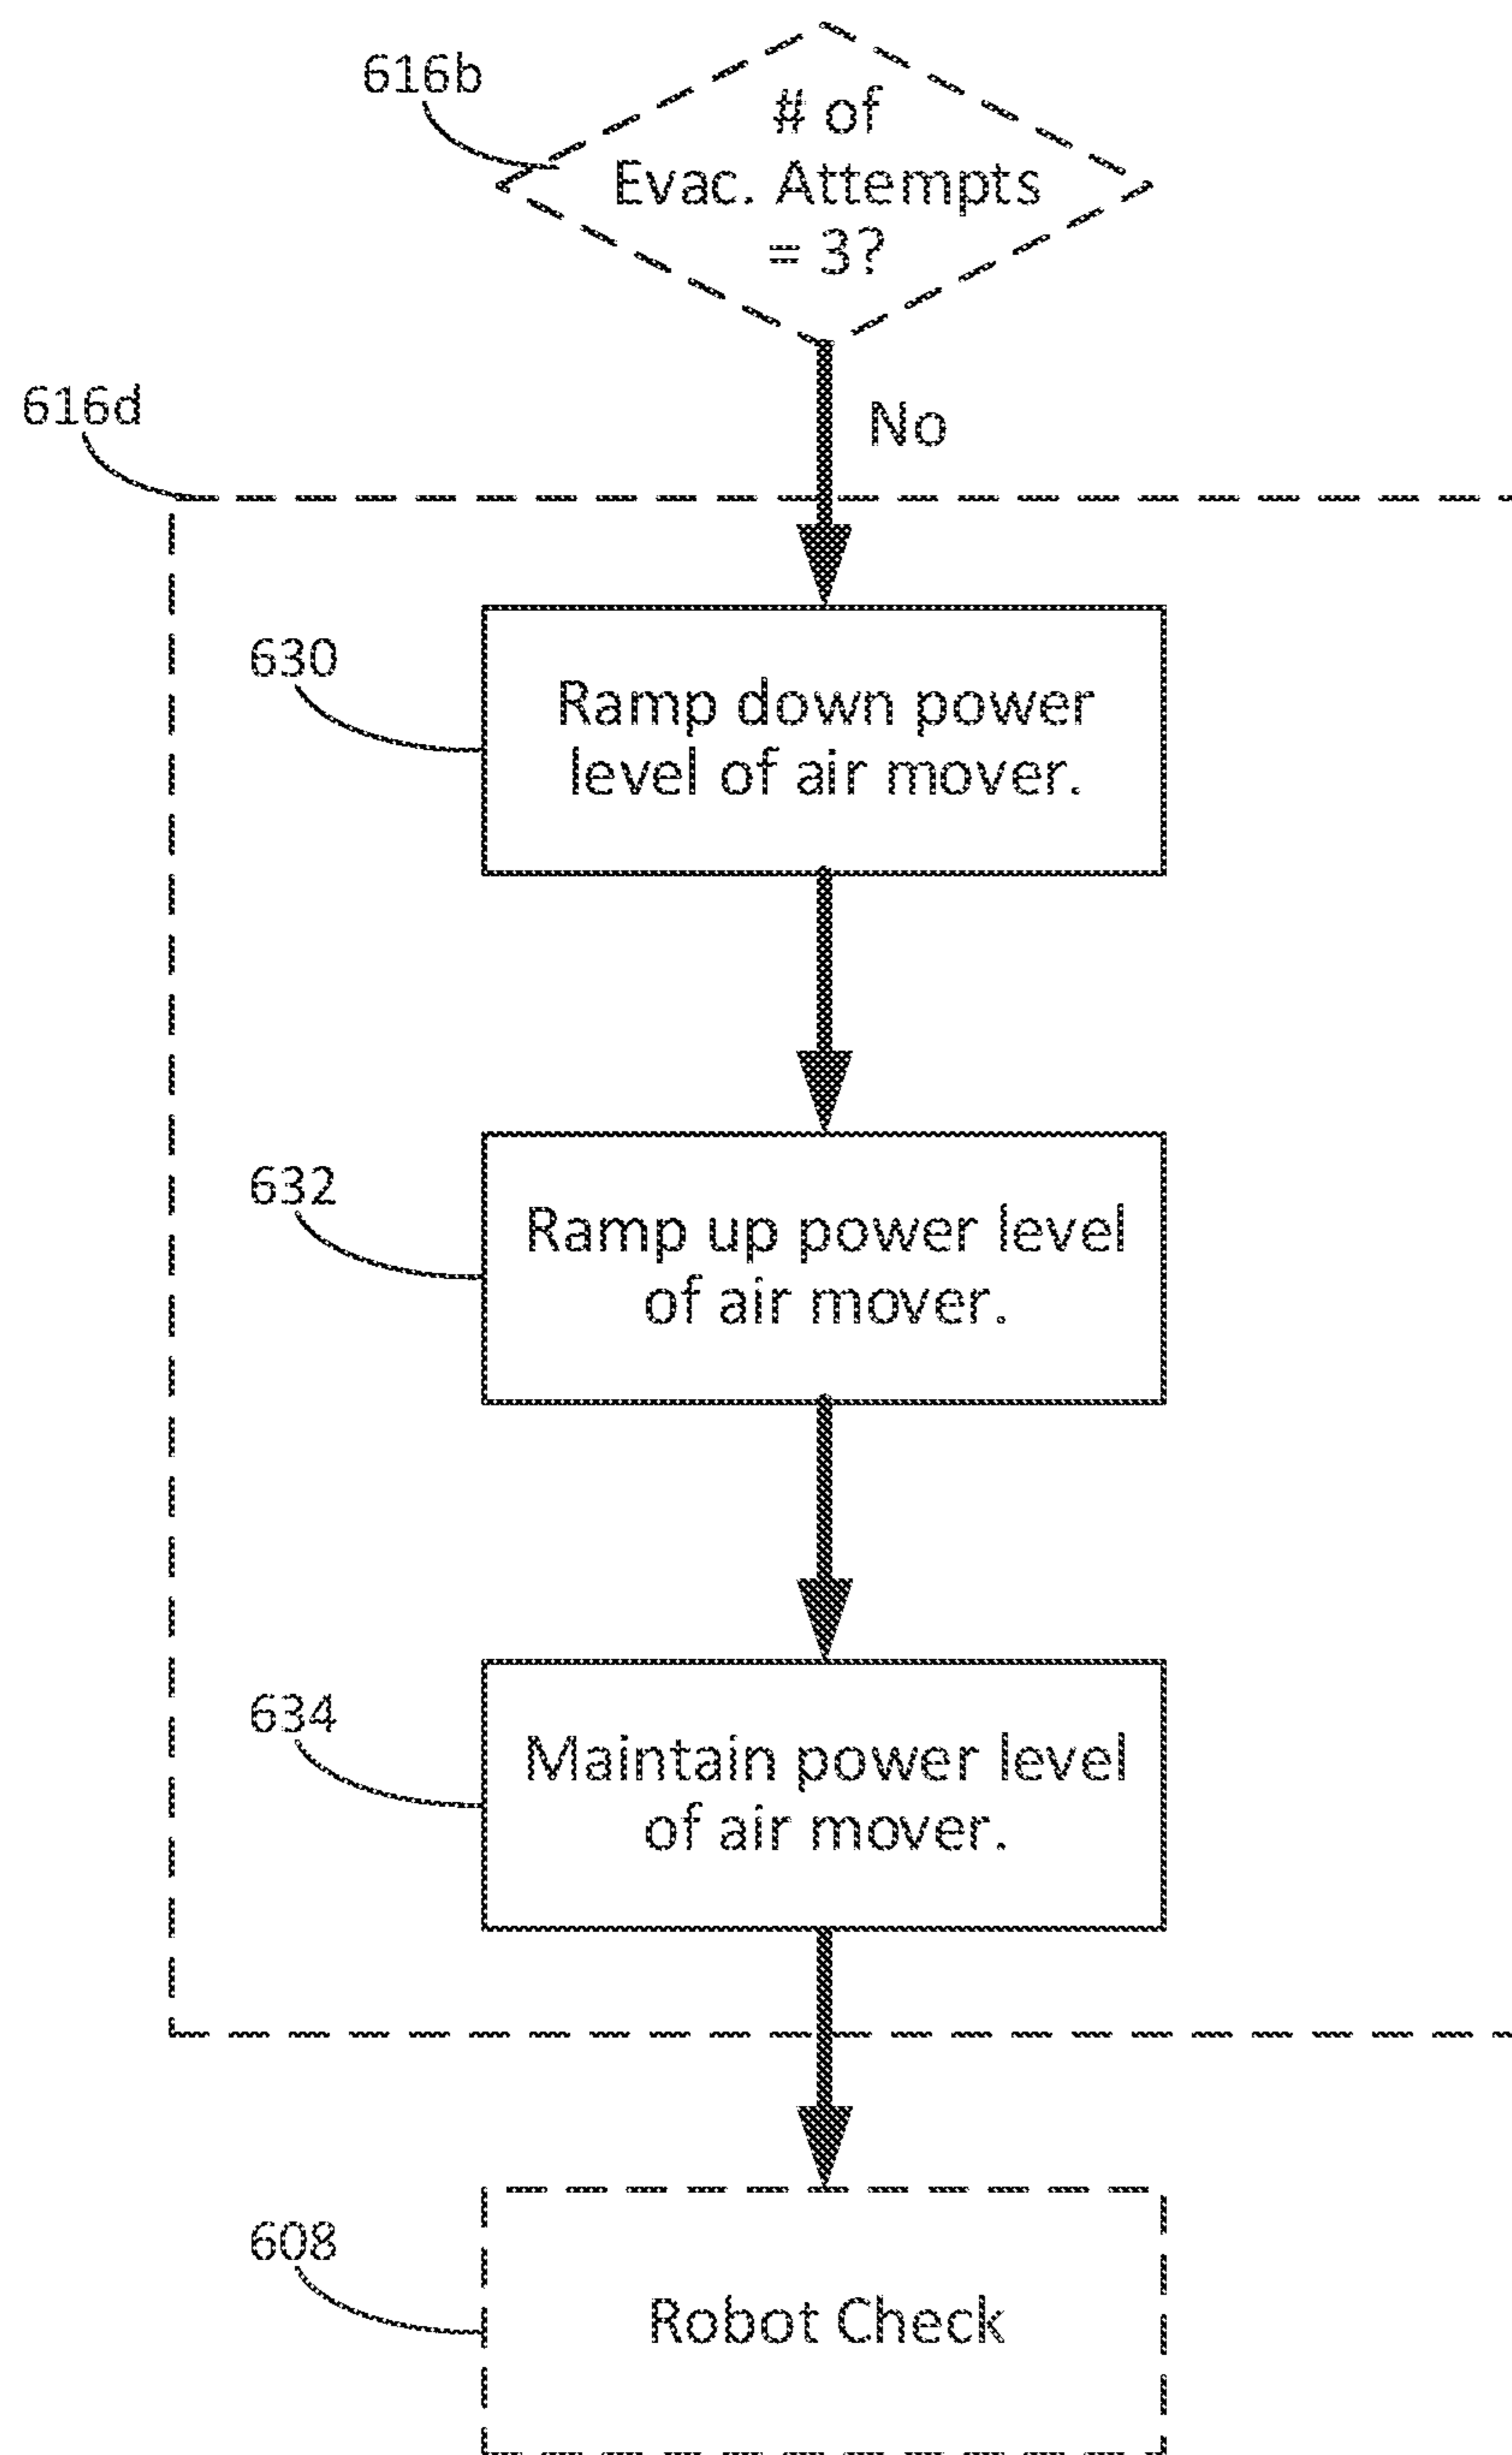 616b
# of
Evac. Attempts
= 3?
616d
No
630
Ramp down power
level of air mover.
632
Ramp up power level
of air mover.
634
Maintain power level
of air mover.
608
Robot Check